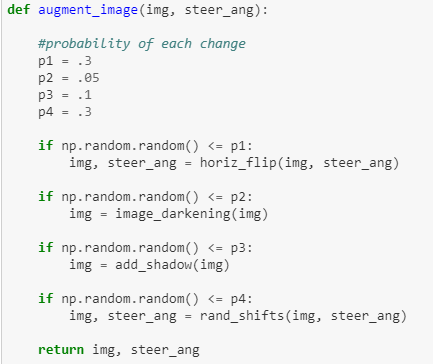 def augment_image(img, steer_ang):
    #probability of each change
    p1 = .3
    p2 = .05
    p3 = .1
    p4 = .3
    if np.random.random() <= p1:
        img, steer_ang = horiz_flip(img, steer_ang)
    if np.random.random() <= p2:
        img = image_darkening(img)
    if np.random.random() <= p3:
        img = add_shadow(img)
    if np.random.random() <= p4:
        img, steer_ang = rand_shifts(img, steer_ang)
    return img, steer_ang